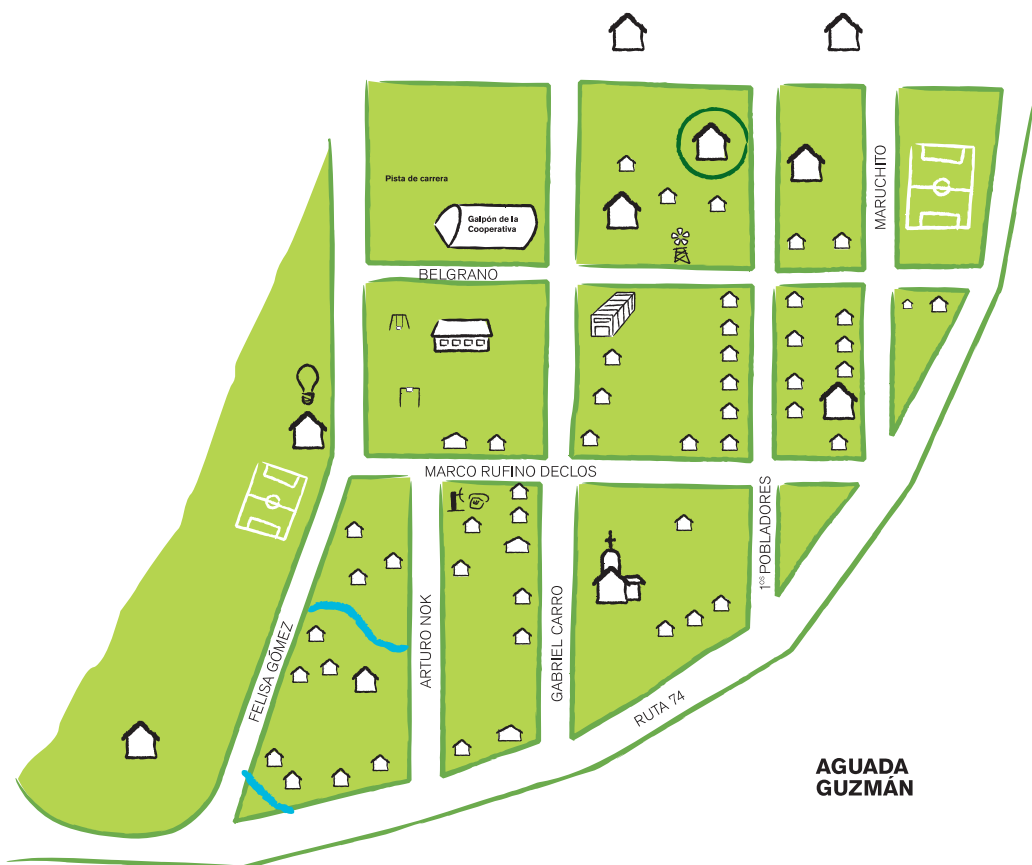 Pista de carrera
Galpón de la
Cooperativa
MARUCHITO
BELGRANO
MARCO RUFINO DECLOS
1os POBLADORES
FELISA GÓMEZ
ARTURO NOK
GABRIEL CARRO
RUTA 74
AGUADA
GUZMÁN